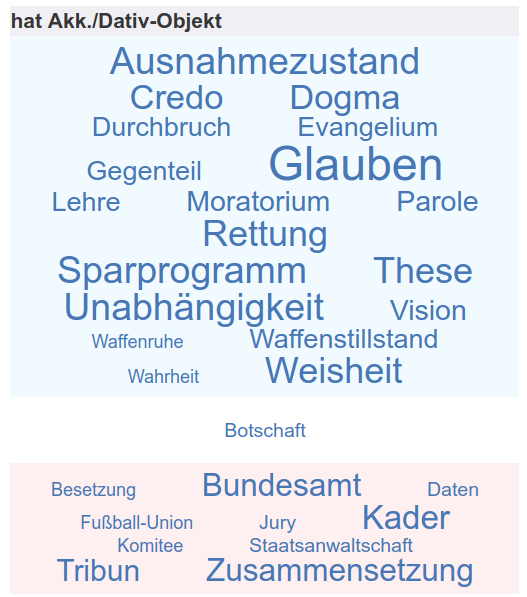 hat Akk./Dativ-Objekt
Ausnahmezustand
Credo Dogma
Durchbruch Evangelium
Gegenteil Glauben
Lehre Moratorium Parole
Rettung
Sparprogramm These
Unabhängigkeit Vision
Waffenruhe Waffenstillstand
Wahrheit Weisheit
Botschaft
Besetzung Bundesamt Daten
Fußball-Union Jury Kader
Komitee Staatsanwaltschaft
Tribun Zusammensetzung